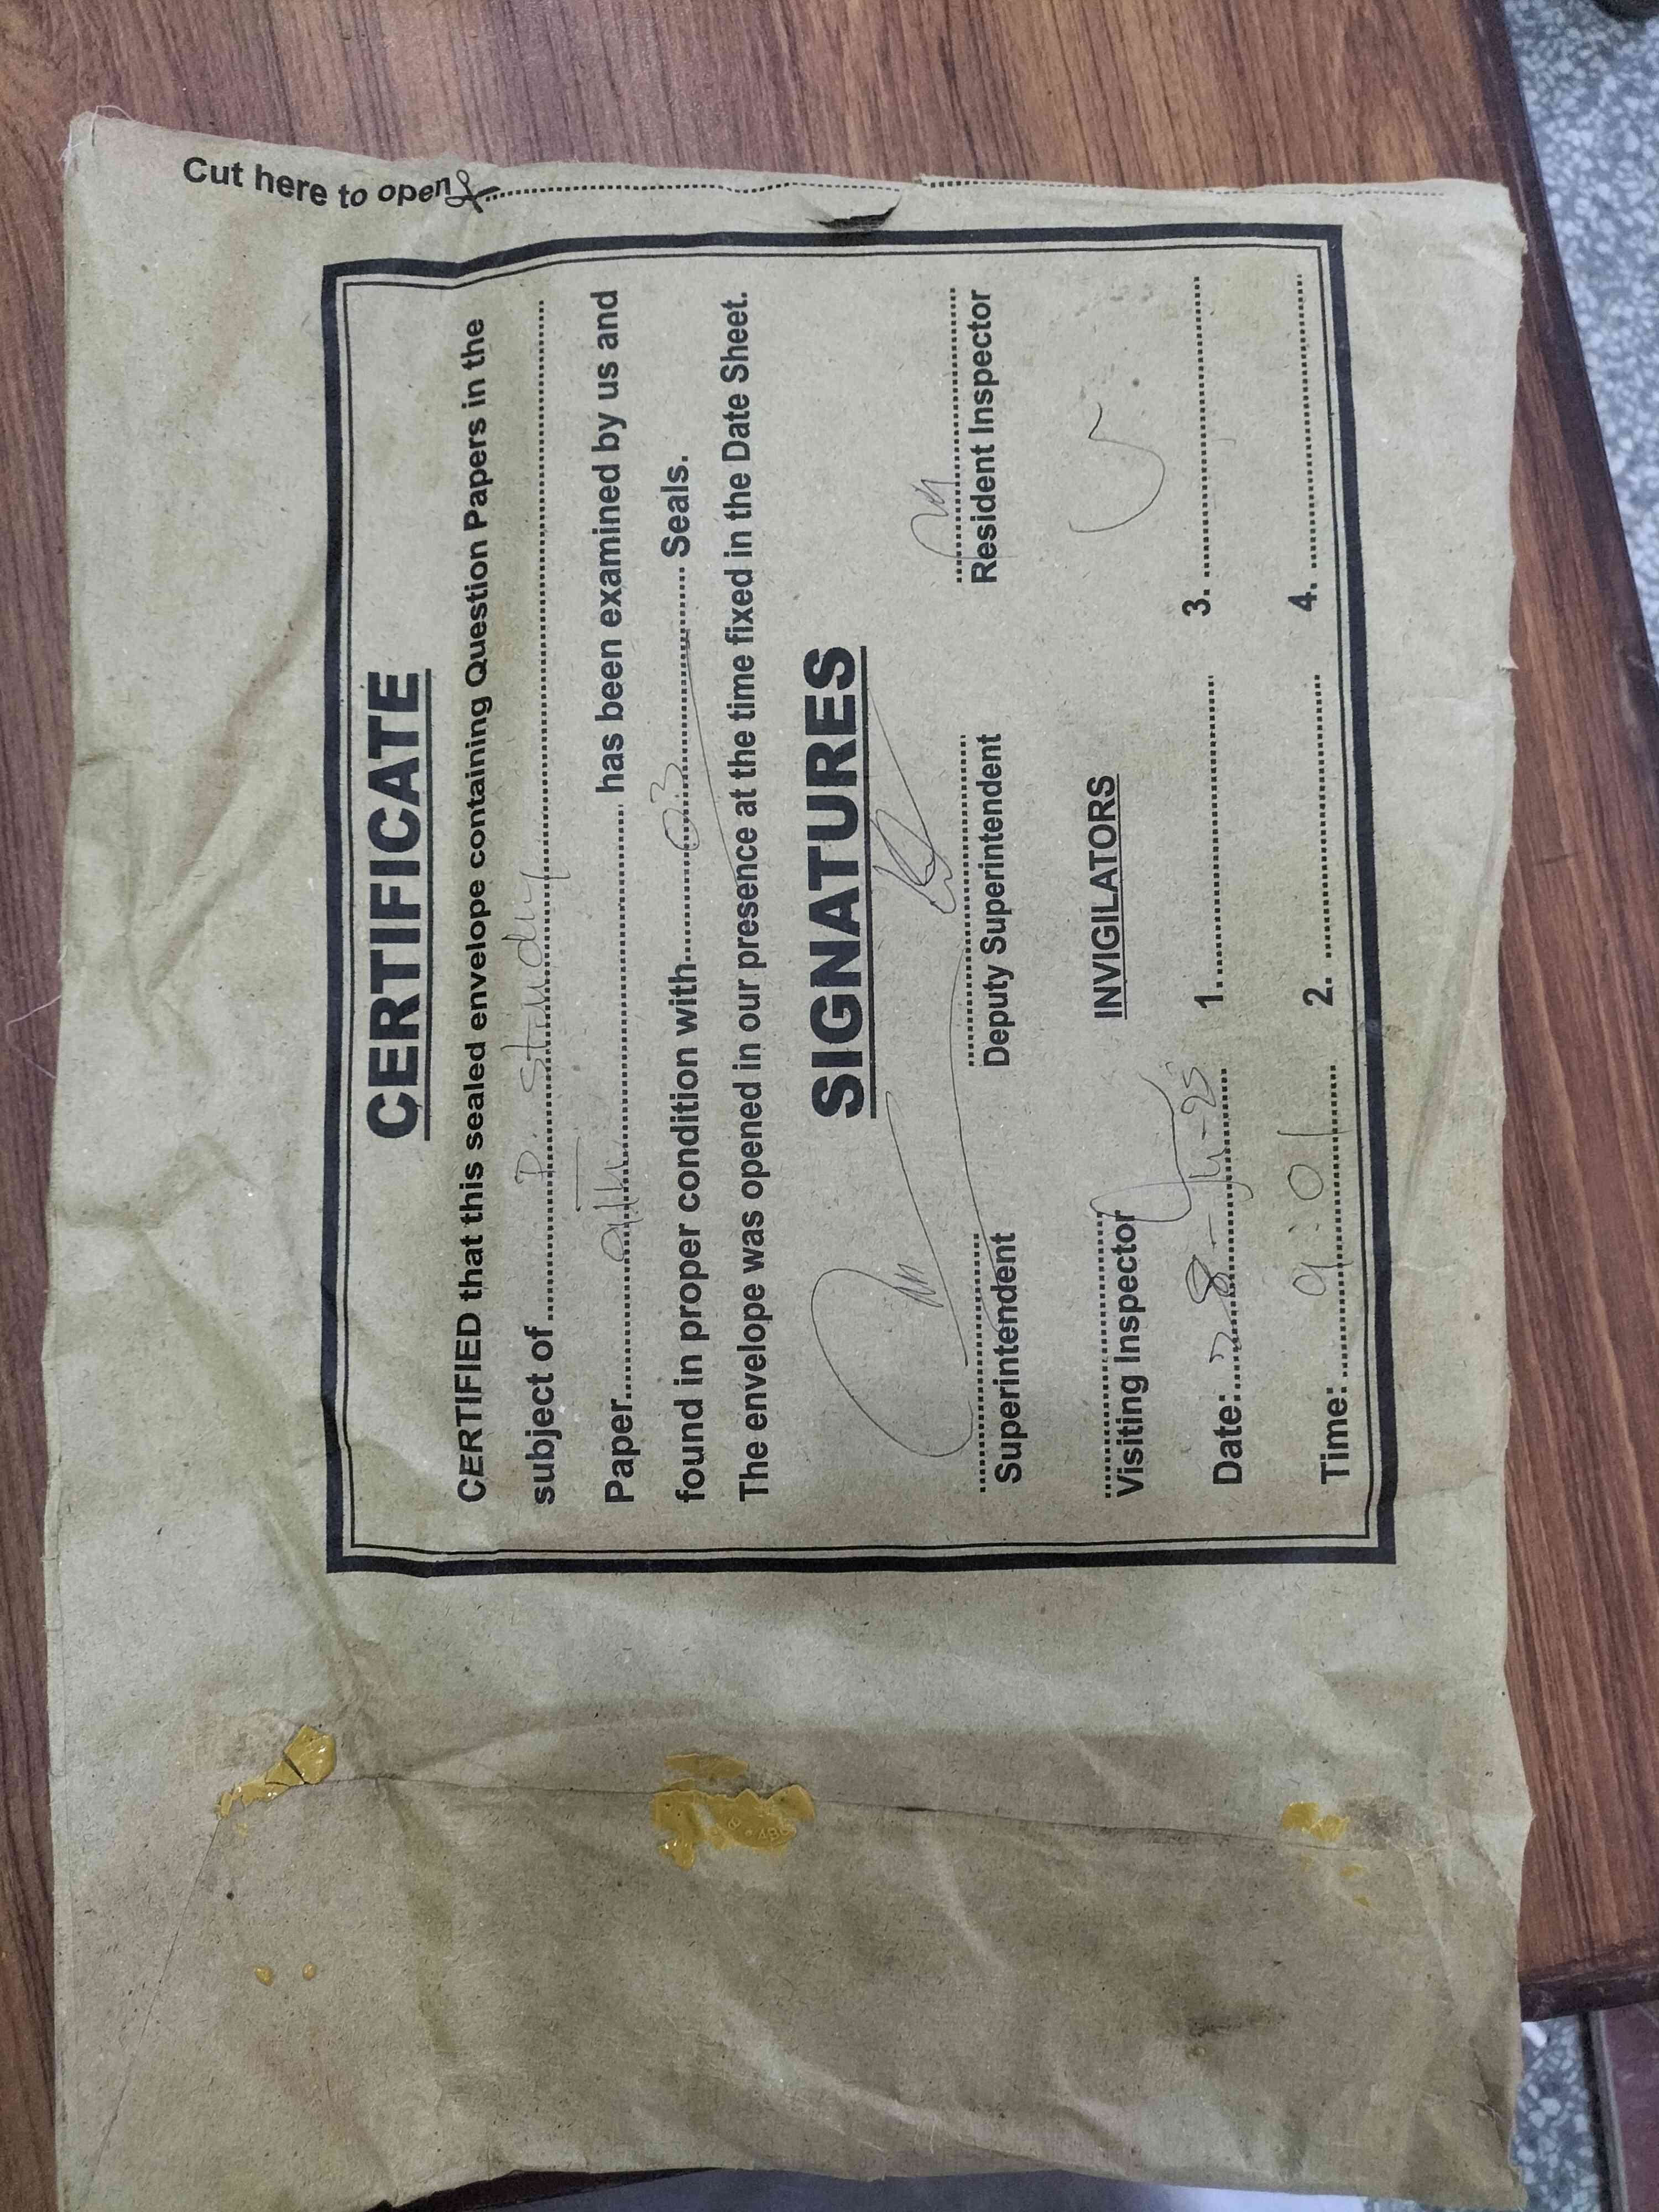 Cut here to open
CERTIFICATE
CERTIFIED that this sealed envelope containing Question Papers in the
subject of P. Study
Paper 9th has been examined by us and
found in proper condition with 03 Seals.
The envelope was opened in our presence at the time fixed in the Date Sheet.
SIGNATURES
Superintendent Deputy Superintendent Resident Inspector
Visiting Inspector INVIGILATORS
Date: 1. 3.
Time: 9:01 2. 4.